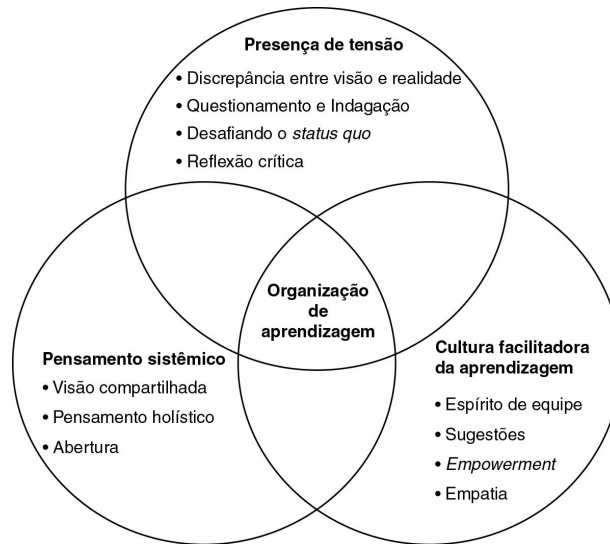 Presença de tensão
• Discrepância entre visão e realidade
• Questionamento e Indagação
• Desafiando o status quo
• Reflexão crítica
Organização
de
aprendizagem
Pensamento sistêmico
• Visão compartilhada
• Pensamento holístico
• Abertura
Cultura facilitadora
da aprendizagem
• Espírito de equipe
• Sugestões
• Empowerment
• Empatia